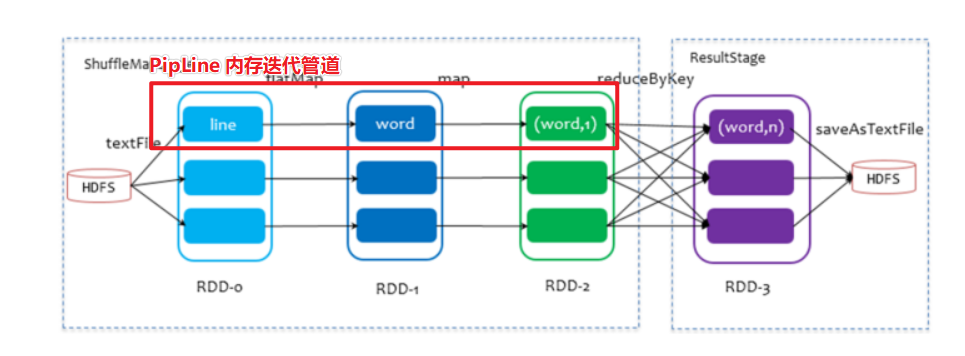 PipLine 内存迭代管道
ShuffleMa
ResultStage
flatMap
map
reduceByKey
line
word
(word,1)
(word,n)
saveAsTextFile
textFile
HDFS
HDFS
RDD-0
RDD-1
RDD-2
RDD-3